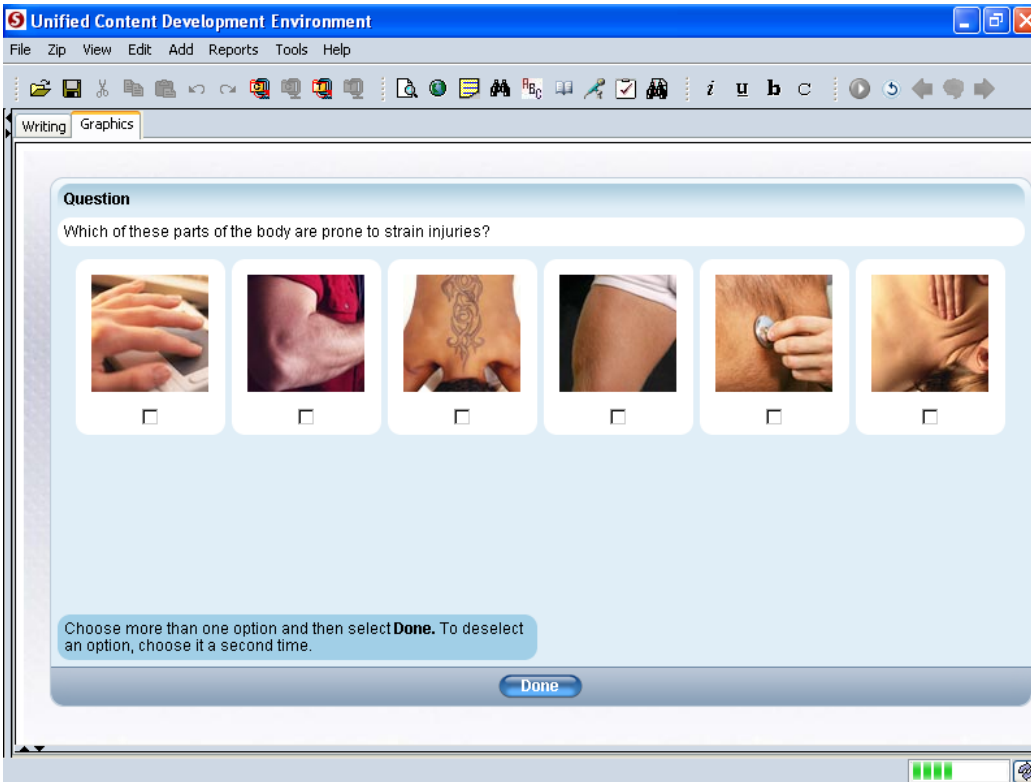 Unified Content Development Environment
File Zip View Edit Add Reports Tools Help
ABC i u b c
Writing Graphics
Question
Which of these parts of the body are prone to strain injuries?
Choose more than one option and then select Done. To deselect
an option, choose it a second time.
Done